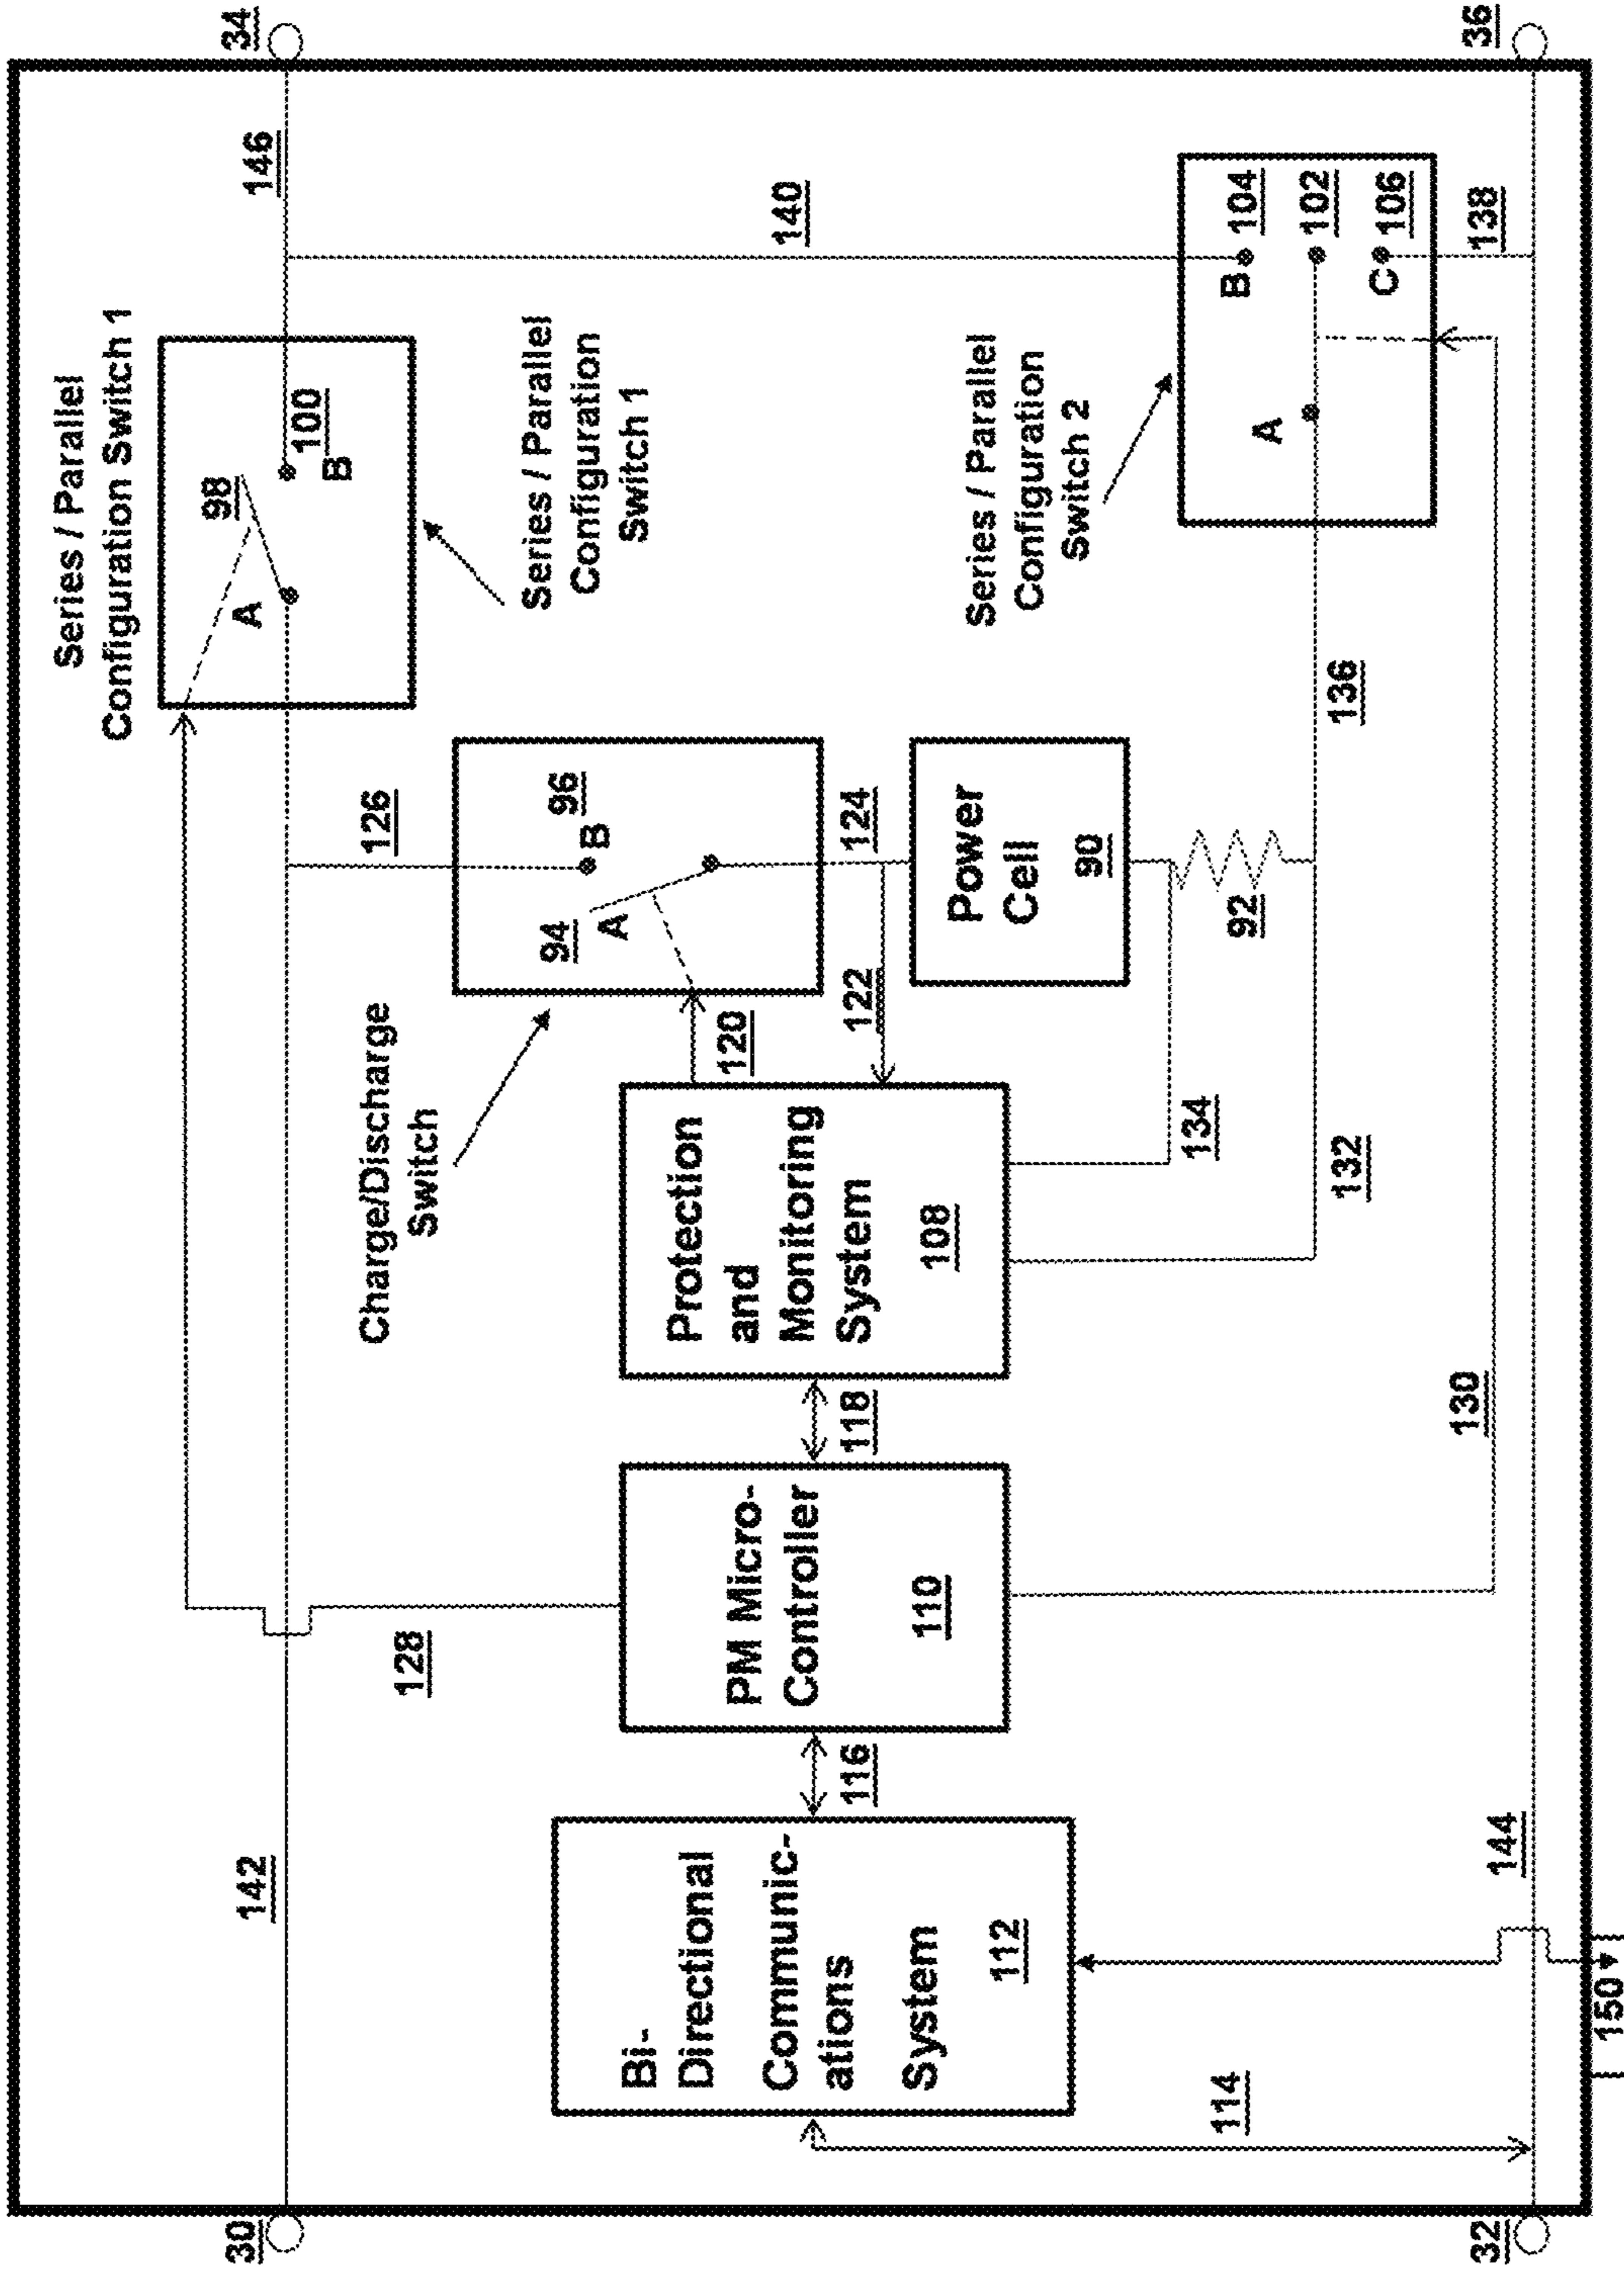 Series / Parallel
Configuration Switch 1
34
146
98
A
100
B
142
128
126
Charge/Discharge
Switch
Series / Parallel
Configuration
Switch 1
96
B
94
A
120
124
122
140
Bi-
Directional
Communic-
ations
System
112
116
PM Micro-
Controller
110
118
Protection
and
Monitoring
System
108
Power
Cell
90
92
134
132
136
Series / Parallel
Configuration
Switch 2
A
B
104
102
C
106
138
130
114
144
150
30
32
36